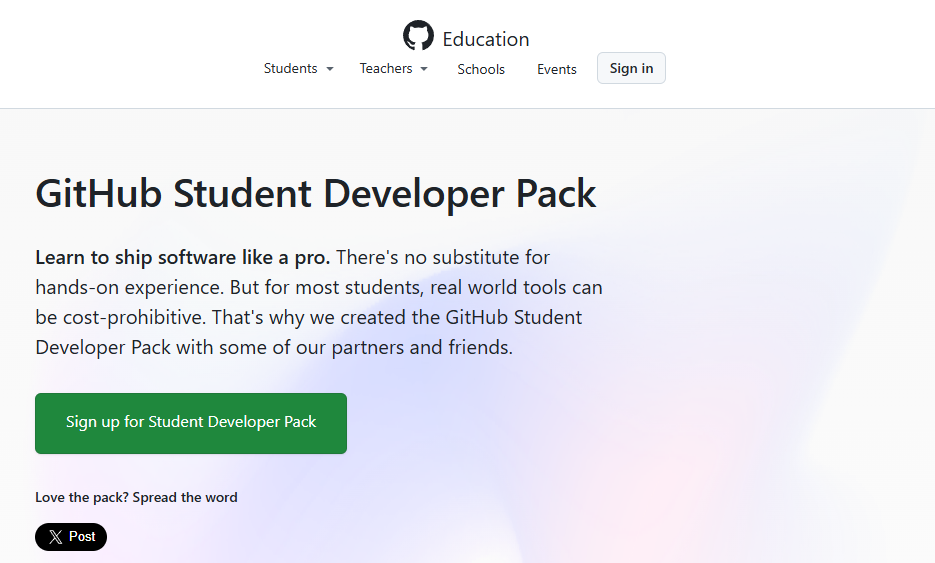 Education
Students Teachers Schools Events Sign in
GitHub Student Developer Pack
Learn to ship software like a pro. There's no substitute for
hands-on experience. But for most students, real world tools can
be cost-prohibitive. That's why we created the GitHub Student
Developer Pack with some of our partners and friends.
Sign up for Student Developer Pack
Love the pack? Spread the word
Post